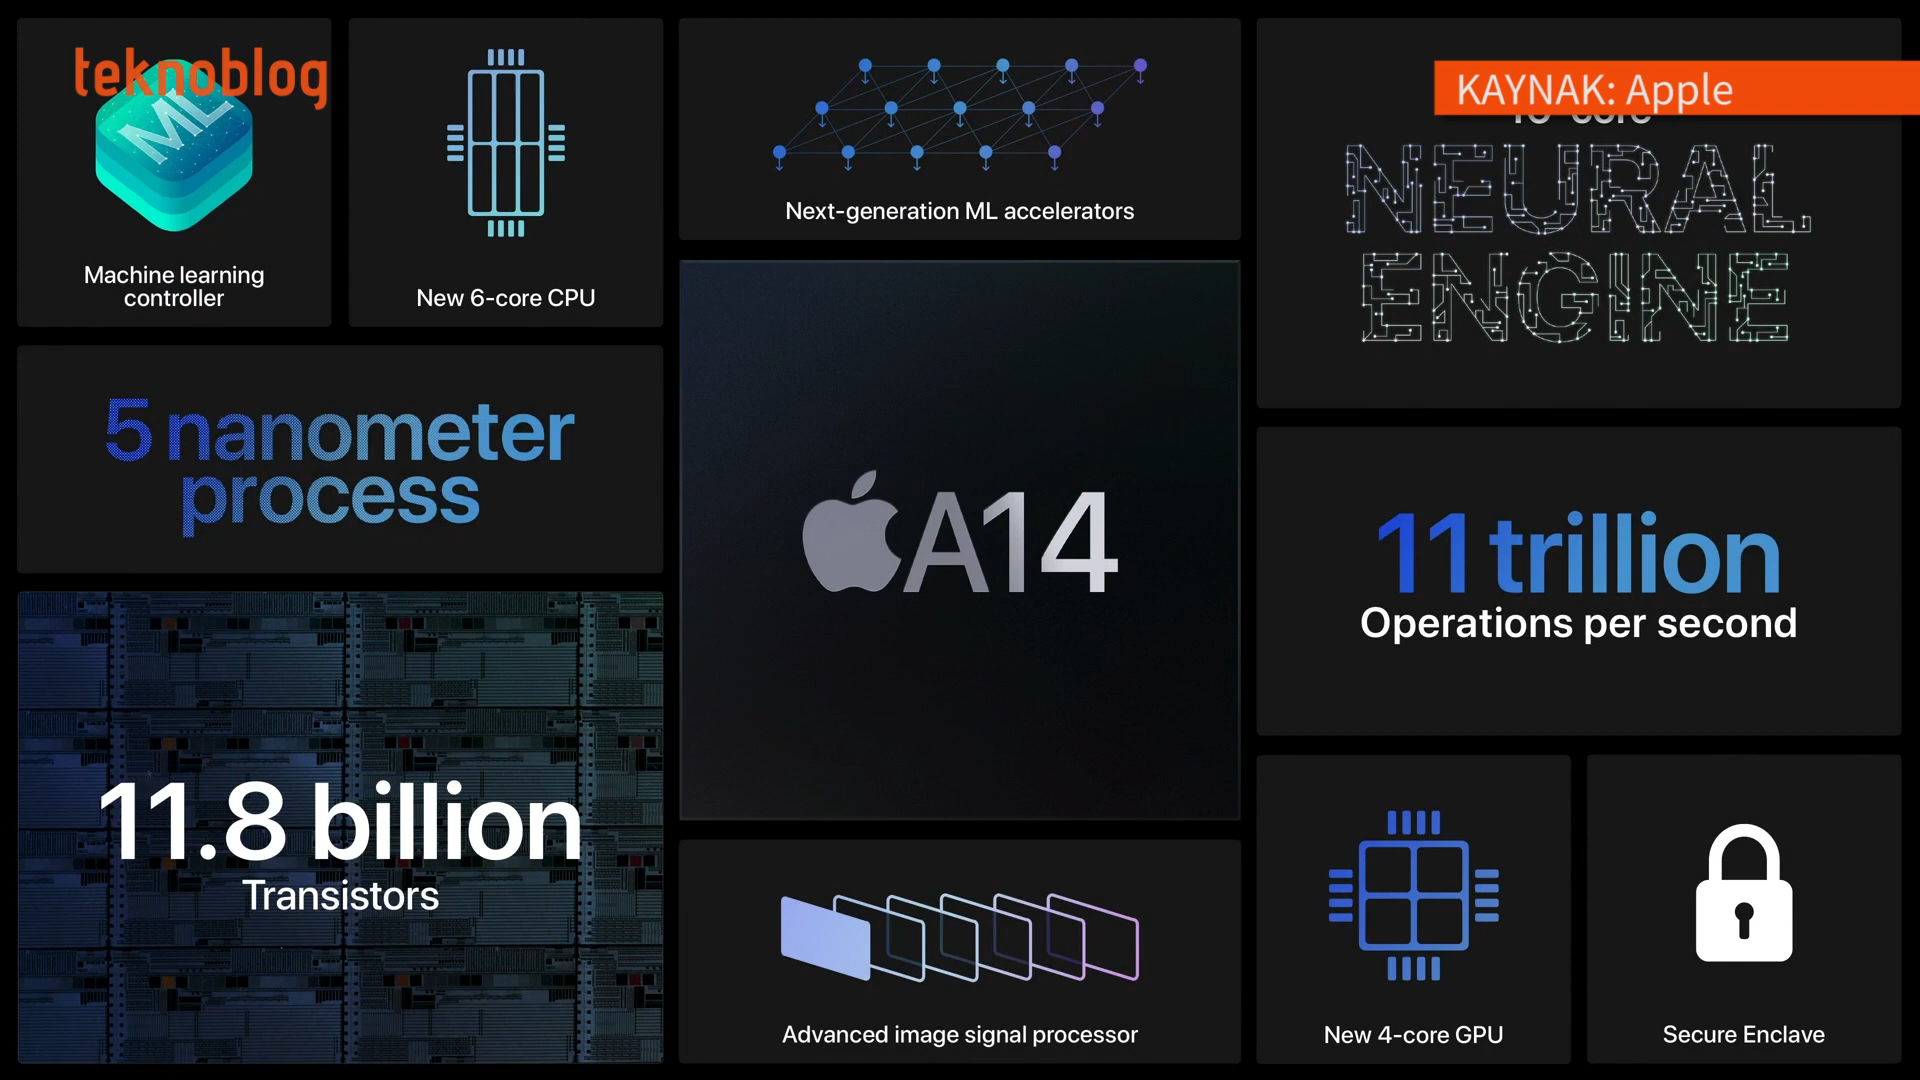 teknoblog
ML
Machine learning
controller
New 6-core CPU
Next-generation ML accelerators
KAYNAK: Apple
NEURAL
ENGINE
5 nanometer
process
A14
11 trillion
Operations per second
11.8 billion
Transistors
Advanced image signal processor
New 4-core GPU
Secure Enclave